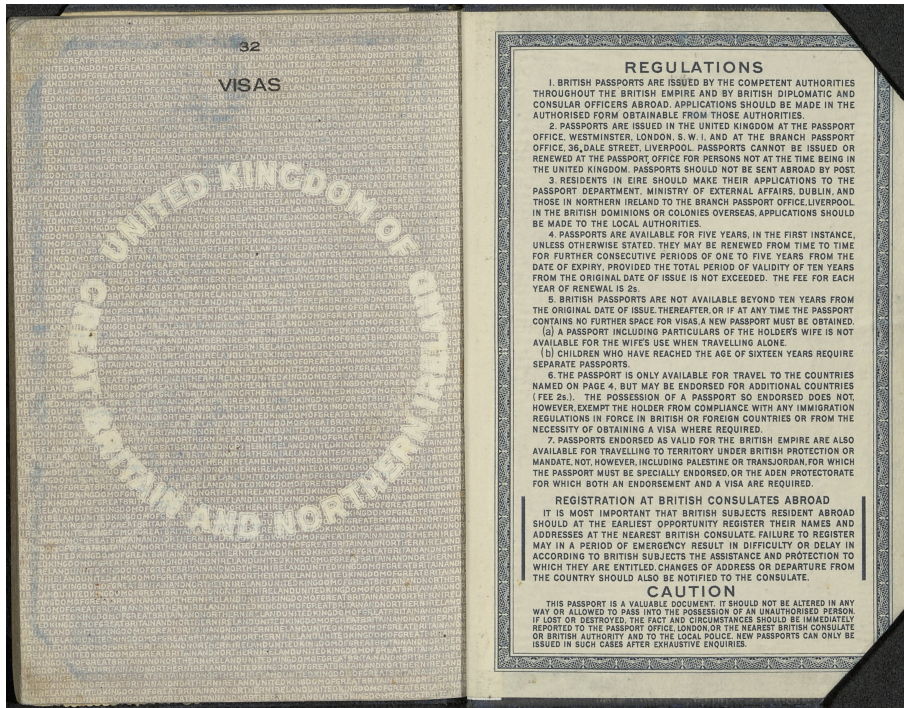 32
VISAS
UNITED KINGDOM OF
GREAT BRITAIN AND NORTHERN IRELAND
REGULATIONS
1. BRITISH PASSPORTS ARE ISSUED BY THE COMPETENT AUTHORITIES
THROUGHOUT THE BRITISH EMPIRE AND BY BRITISH DIPLOMATIC AND
CONSULAR OFFICERS ABROAD. APPLICATIONS SHOULD BE MADE IN THE
AUTHORISED FORM OBTAINABLE FROM THOSE AUTHORITIES.
2. PASSPORTS ARE ISSUED IN THE UNITED KINGDOM AT THE PASSPORT
OFFICE, WESTMINSTER, LONDON, S. W. 1, AND AT THE BRANCH PASSPORT
OFFICE, 36, DALE STREET, LIVERPOOL. PASSPORTS CANNOT BE ISSUED OR
RENEWED AT THE PASSPORT OFFICE FOR PERSONS NOT AT THE TIME BEING IN
THE UNITED KINGDOM. PASSPORTS SHOULD NOT BE SENT ABROAD BY POST.
3. RESIDENTS IN EIRE SHOULD MAKE THEIR APPLICATIONS TO THE
PASSPORT DEPARTMENT, MINISTRY OF EXTERNAL AFFAIRS, DUBLIN, AND
THOSE IN NORTHERN IRELAND TO THE BRANCH PASSPORT OFFICE, LIVERPOOL.
IN THE BRITISH DOMINIONS OR COLONIES OVERSEAS, APPLICATIONS SHOULD
BE MADE TO THE LOCAL AUTHORITIES.
4. PASSPORTS ARE AVAILABLE FOR FIVE YEARS, IN THE FIRST INSTANCE,
UNLESS OTHERWISE STATED. THEY MAY BE RENEWED FROM TIME TO TIME
FOR FURTHER CONSECUTIVE PERIODS OF ONE TO FIVE YEARS FROM THE
DATE OF EXPIRY, PROVIDED THE TOTAL PERIOD OF VALIDITY OF TEN YEARS
FROM THE ORIGINAL DATE OF ISSUE IS NOT EXCEEDED. THE FEE FOR EACH
YEAR OF RENEWAL IS 2s.
5. BRITISH PASSPORTS ARE NOT AVAILABLE BEYOND TEN YEARS FROM
THE ORIGINAL DATE OF ISSUE. THEREAFTER, OR IF AT ANY TIME THE PASSPORT
CONTAINS NO FURTHER SPACE FOR VISAS, A NEW PASSPORT MUST BE OBTAINED.
(a) A PASSPORT INCLUDING PARTICULARS OF THE HOLDER'S WIFE IS NOT
AVAILABLE FOR THE WIFE'S USE WHEN TRAVELLING ALONE.
(b) CHILDREN WHO HAVE REACHED THE AGE OF SIXTEEN YEARS REQUIRE
SEPARATE PASSPORTS.
6. THE PASSPORT IS ONLY AVAILABLE FOR TRAVEL TO THE COUNTRIES
NAMED ON PAGE 4, BUT MAY BE ENDORSED FOR ADDITIONAL COUNTRIES
(FEE 2s.). THE POSSESSION OF A PASSPORT SO ENDORSED DOES NOT,
HOWEVER, EXEMPT THE HOLDER FROM COMPLIANCE WITH ANY IMMIGRATION
REGULATIONS IN FORCE IN BRITISH OR FOREIGN COUNTRIES OR FROM THE
NECESSITY OF OBTAINING A VISA WHERE REQUIRED.
7. PASSPORTS ENDORSED AS VALID FOR THE BRITISH EMPIRE ARE ALSO
AVAILABLE FOR TRAVELLING TO TERRITORY UNDER BRITISH PROTECTION OR
MANDATE, NOT, HOWEVER, INCLUDING PALESTINE OR TRANSJORDAN, FOR WHICH
THE PASSPORT MUST BE SPECIALLY ENDORSED, OR THE ADEN PROTECTORATE
FOR WHICH BOTH AN ENDORSEMENT AND A VISA ARE REQUIRED.
REGISTRATION AT BRITISH CONSULATES ABROAD
IT IS MOST IMPORTANT THAT BRITISH SUBJECTS RESIDENT ABROAD
SHOULD AT THE EARLIEST OPPORTUNITY REGISTER THEIR NAMES AND
ADDRESSES AT THE NEAREST BRITISH CONSULATE. FAILURE TO REGISTER
MAY IN A PERIOD OF EMERGENCY RESULT IN DIFFICULTY OR DELAY IN
ACCORDING TO BRITISH SUBJECTS THE ASSISTANCE AND PROTECTION TO
WHICH THEY ARE ENTITLED. CHANGES OF ADDRESS OR DEPARTURE FROM
THE COUNTRY SHOULD ALSO BE NOTIFIED TO THE CONSULATE.
CAUTION
THIS PASSPORT IS A VALUABLE DOCUMENT. IT SHOULD NOT BE ALTERED IN ANY
WAY OR ALLOWED TO PASS INTO THE POSSESSION OF AN UNAUTHORISED PERSON.
IF LOST OR DESTROYED, THE FACT AND CIRCUMSTANCES SHOULD BE IMMEDIATELY
REPORTED TO THE PASSPORT OFFICE, LONDON, OR THE NEAREST BRITISH CONSULATE
OR BRITISH AUTHORITY AND TO THE LOCAL POLICE. NEW PASSPORTS CAN ONLY BE
ISSUED IN SUCH CASES AFTER EXHAUSTIVE ENQUIRIES.